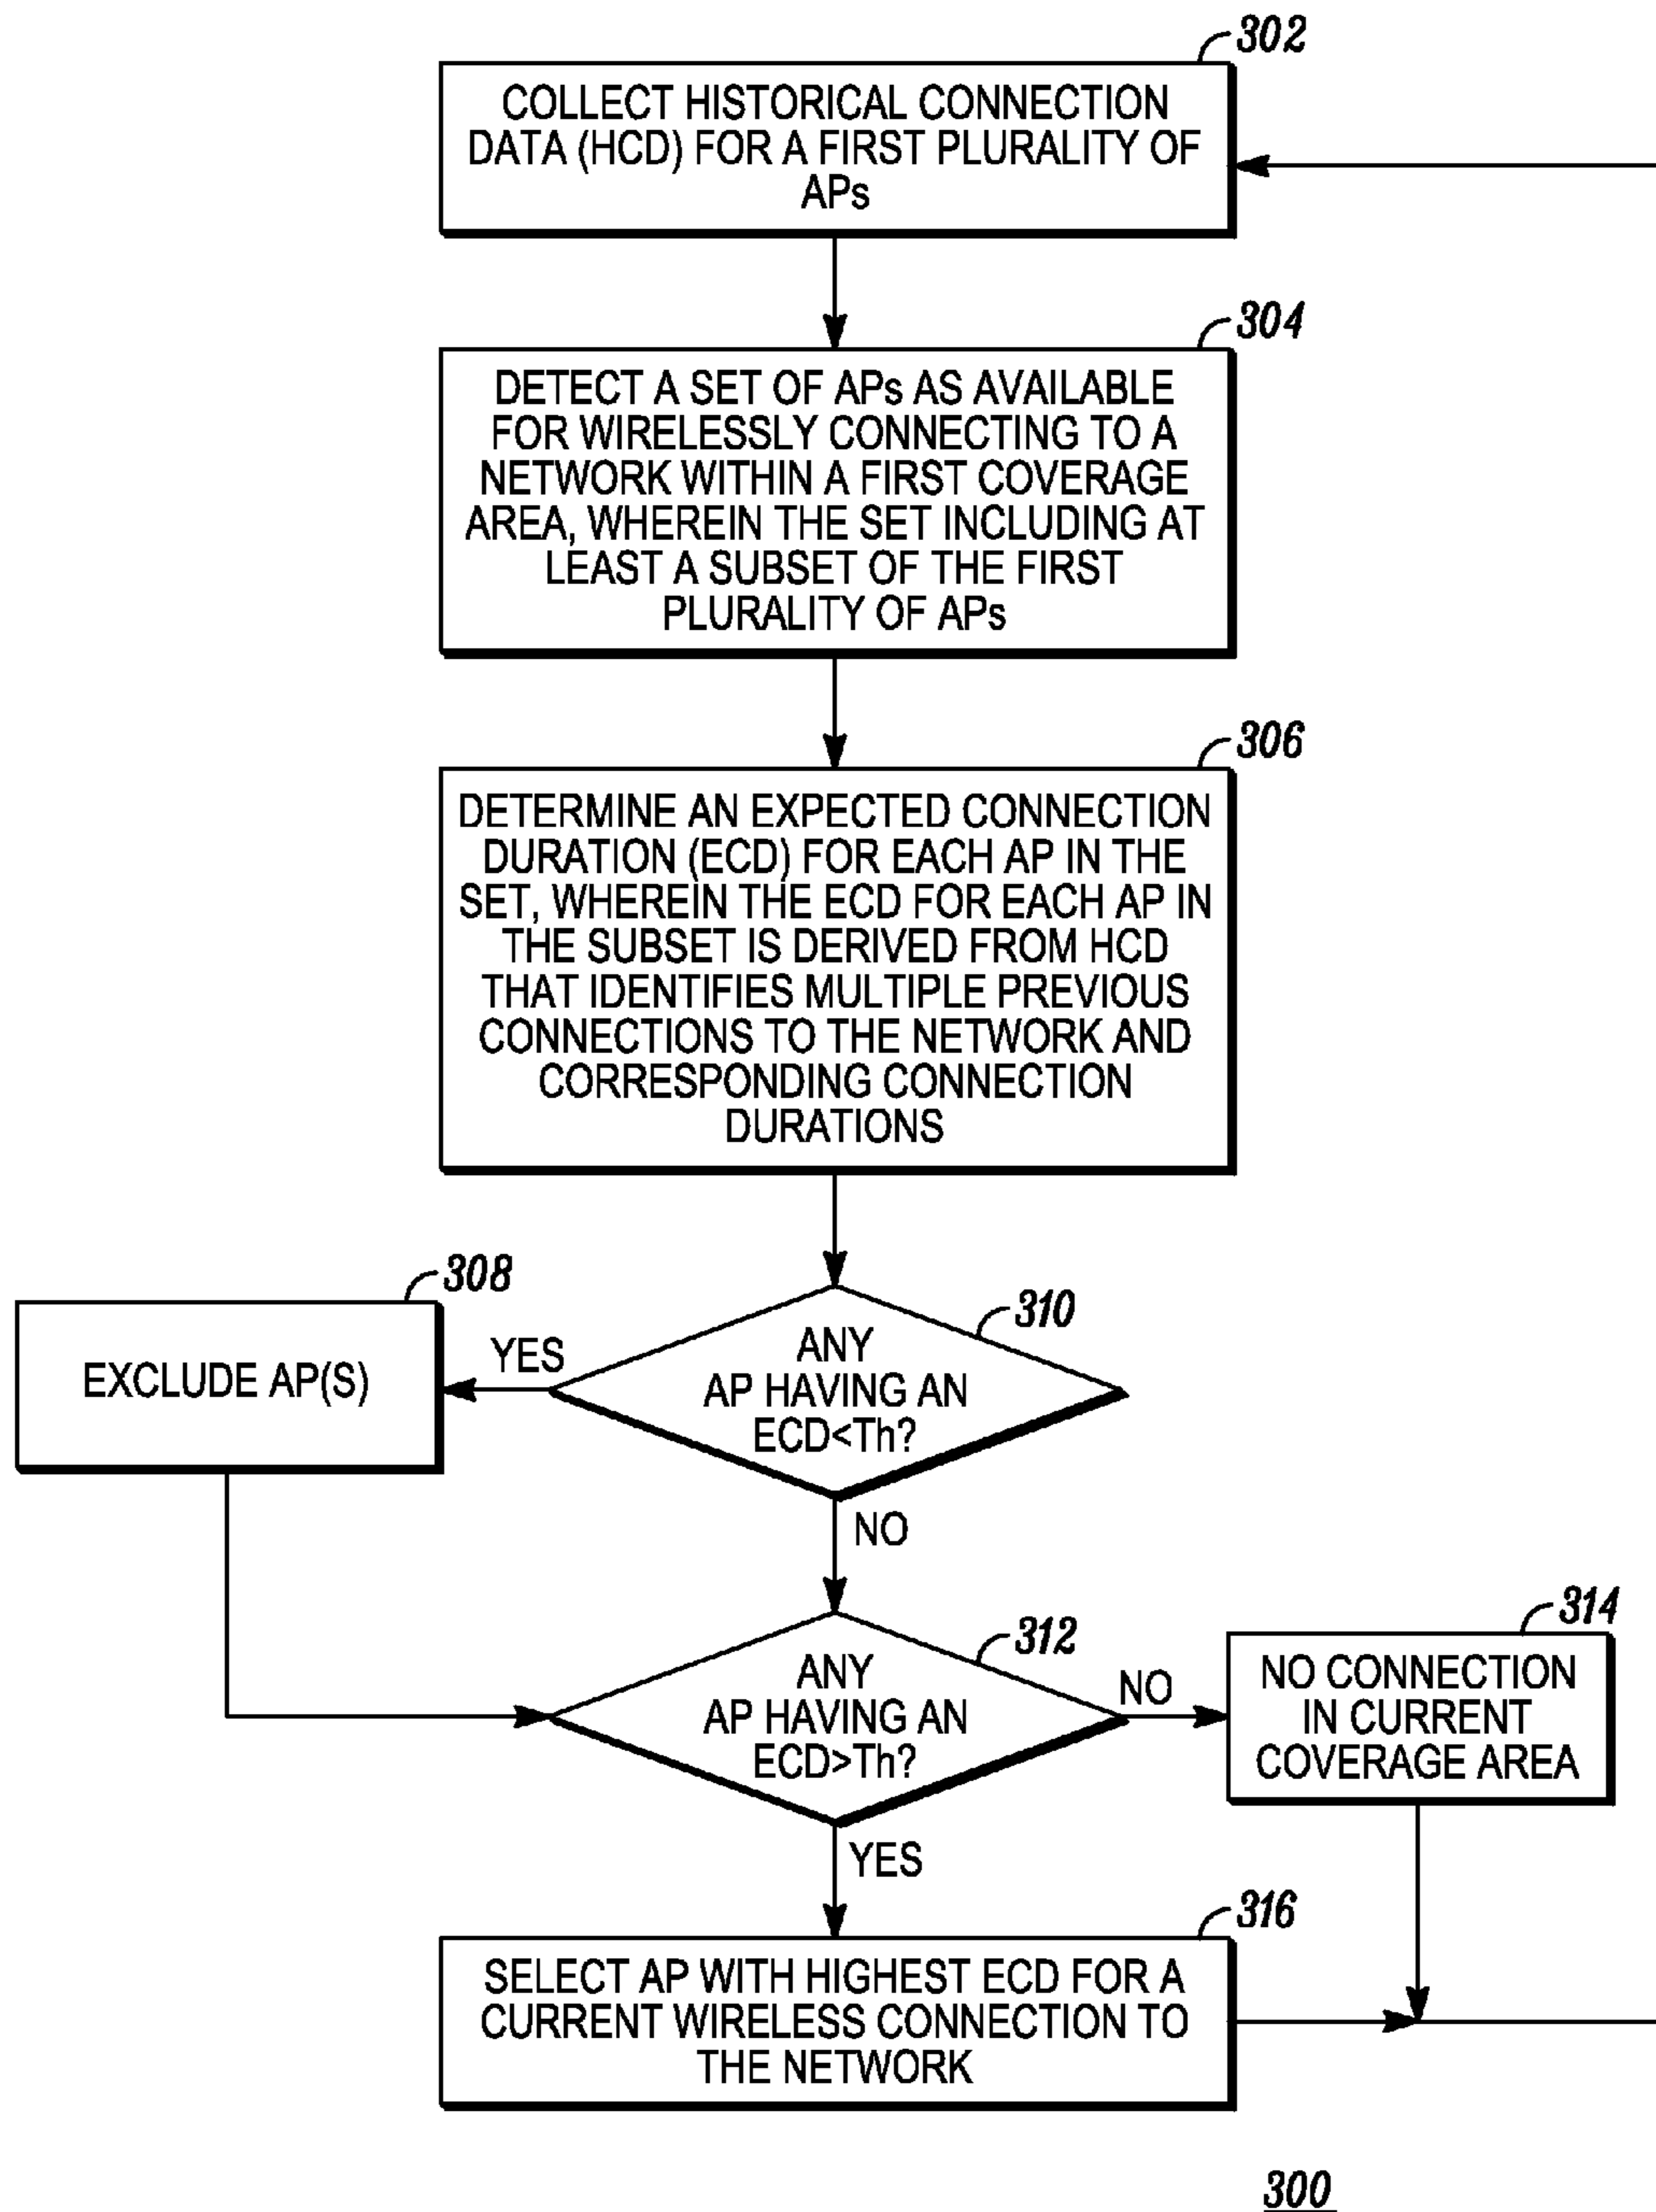 302
COLLECT HISTORICAL CONNECTION
DATA (HCD) FOR A FIRST PLURALITY OF
APs
304
DETECT A SET OF APs AS AVAILABLE
FOR WIRELESSLY CONNECTING TO A
NETWORK WITHIN A FIRST COVERAGE
AREA, WHEREIN THE SET INCLUDING AT
LEAST A SUBSET OF THE FIRST
PLURALITY OF APs
306
DETERMINE AN EXPECTED CONNECTION
DURATION (ECD) FOR EACH AP IN THE
SET, WHEREIN THE ECD FOR EACH AP IN
THE SUBSET IS DERIVED FROM HCD
THAT IDENTIFIES MULTIPLE PREVIOUS
CONNECTIONS TO THE NETWORK AND
CORRESPONDING CONNECTION
DURATIONS
308
EXCLUDE AP(S)
YES
310
ANY
AP HAVING AN
ECD<Th?
NO
312
ANY
AP HAVING AN
ECD>Th?
NO
314
NO CONNECTION
IN CURRENT
COVERAGE AREA
YES
316
SELECT AP WITH HIGHEST ECD FOR A
CURRENT WIRELESS CONNECTION TO
THE NETWORK
300